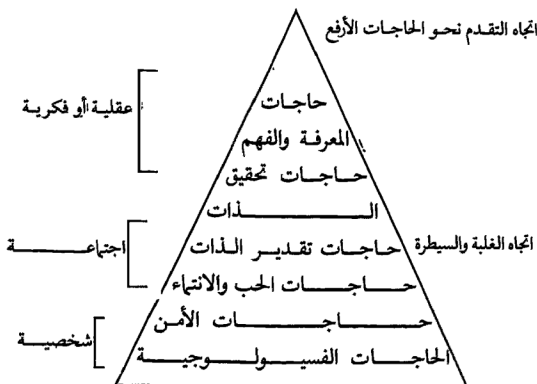 اتجاه التقدم نحو الحاجات الأرفع
حاجات
عقلية أو فكرية
المعرفة والفهم
حاجات تحقيق
الذات
حاجات تقدير الذات
اتجاه الغلبة والسيطرة
اجتماعة
حاجات الحب والانتماء
حاجات الأمن
شخصية
الحاجات الفسيولوجية